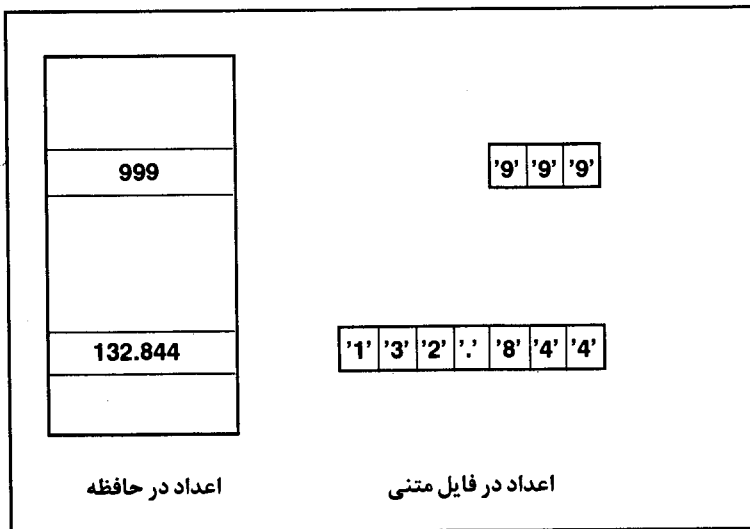 999
'9' '9' '9'
132.844
'1' '3' '2' '.' '8' '4' '4'
اعداد در فایل متنی
اعداد در حافظه